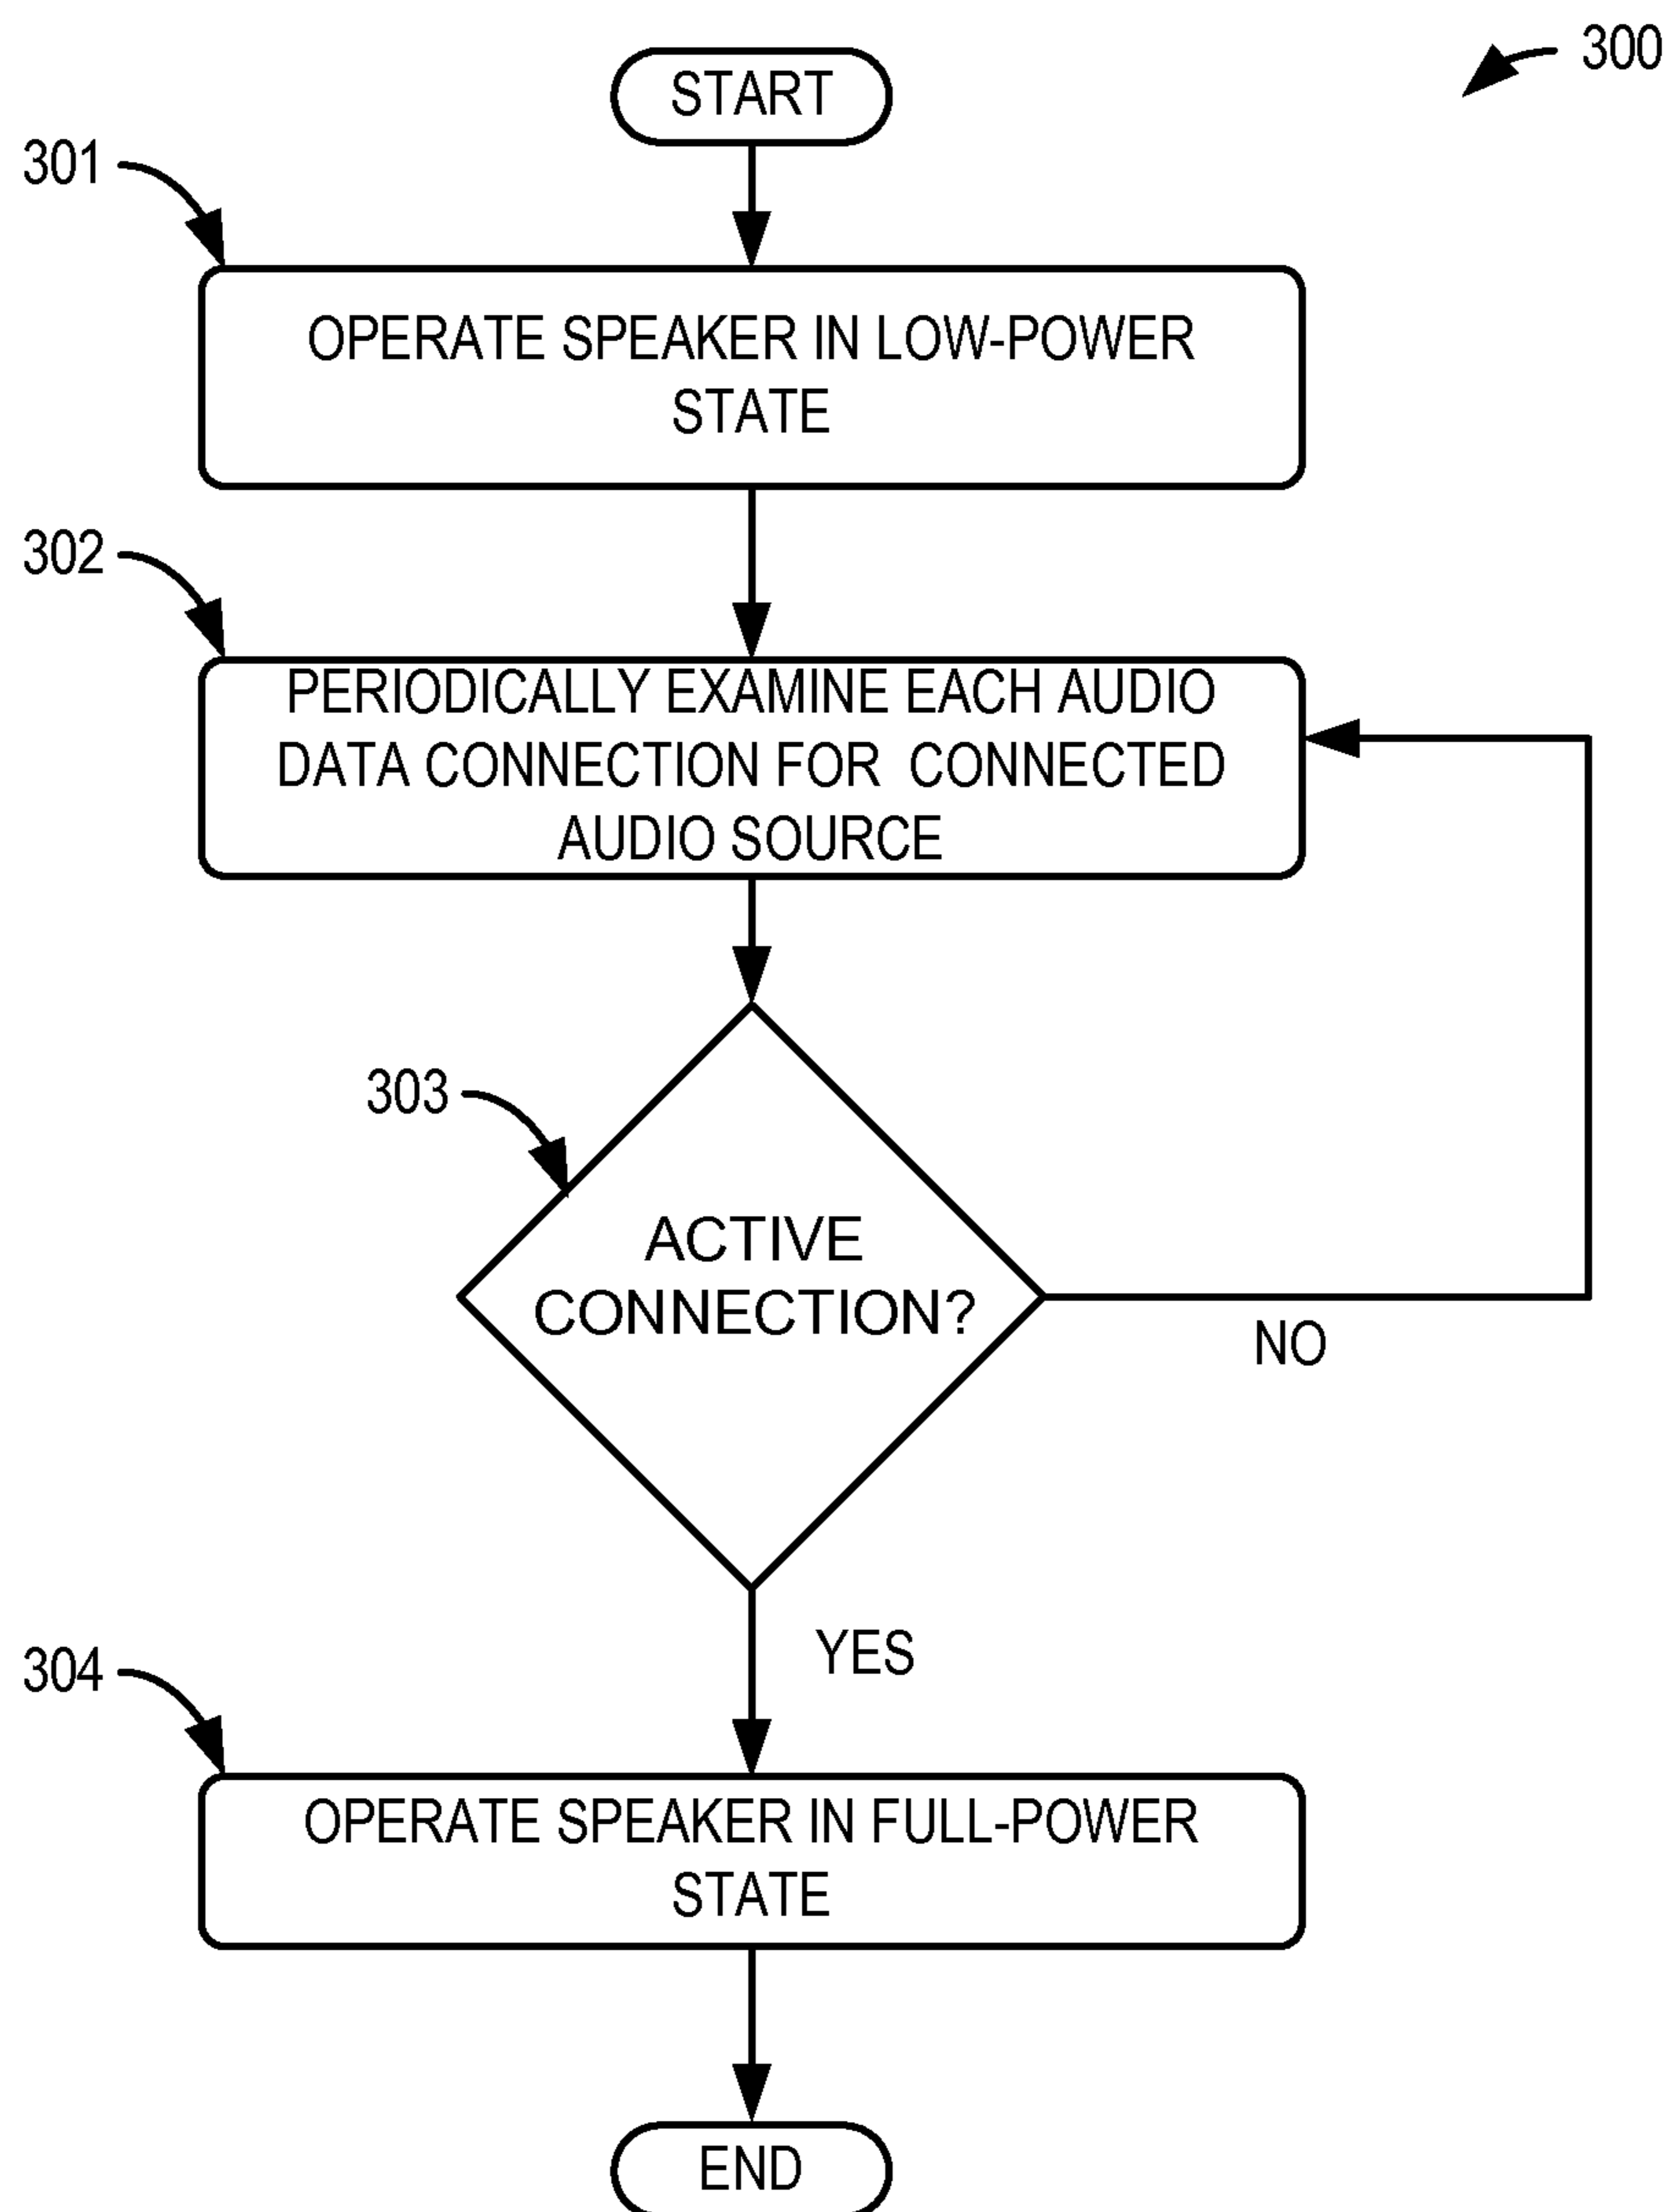 300
START
301
OPERATE SPEAKER IN LOW-POWER
STATE
302
PERIODICALLY EXAMINE EACH AUDIO
DATA CONNECTION FOR CONNECTED
AUDIO SOURCE
303
ACTIVE
CONNECTION?
NO
YES
304
OPERATE SPEAKER IN FULL-POWER
STATE
END